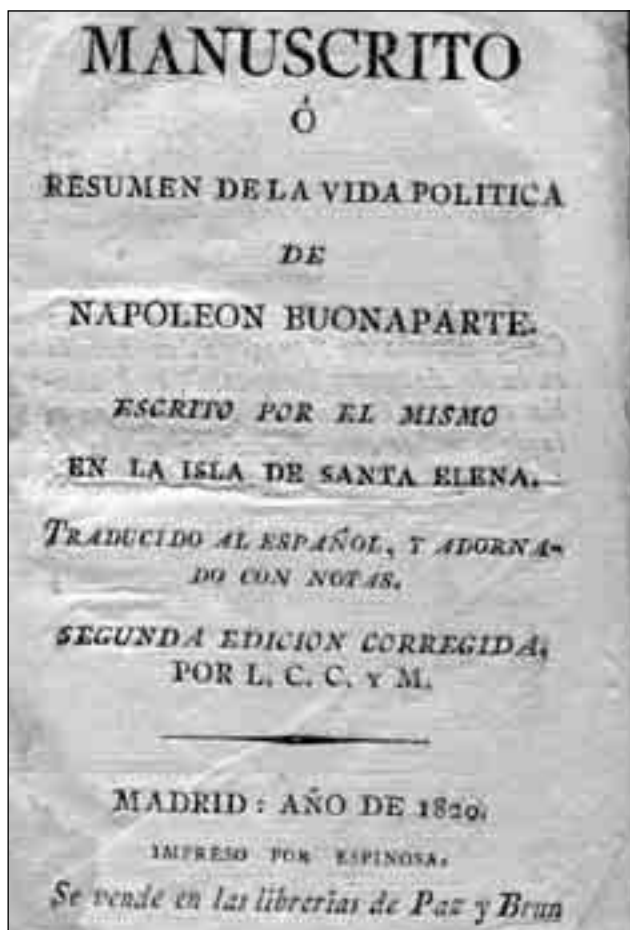 MANUSCRITO
Ó
RESUMEN DE LA VIDA POLITICA
DE
NAPOLEON BUONAPARTE.
ESCRITO POR EL MISMO
EN LA ISLA DE SANTA ELENA.
TRADUCIDO AL ESPAÑOL, Y ADORNA-
DO CON NOTAS.
SEGUNDA EDICION CORREGIDA,
POR L. C. C. Y M.
MADRID: AÑO DE 1820.
IMPRESO POR ESPINOSA.
Se vende en las librerias de Paz y Brun